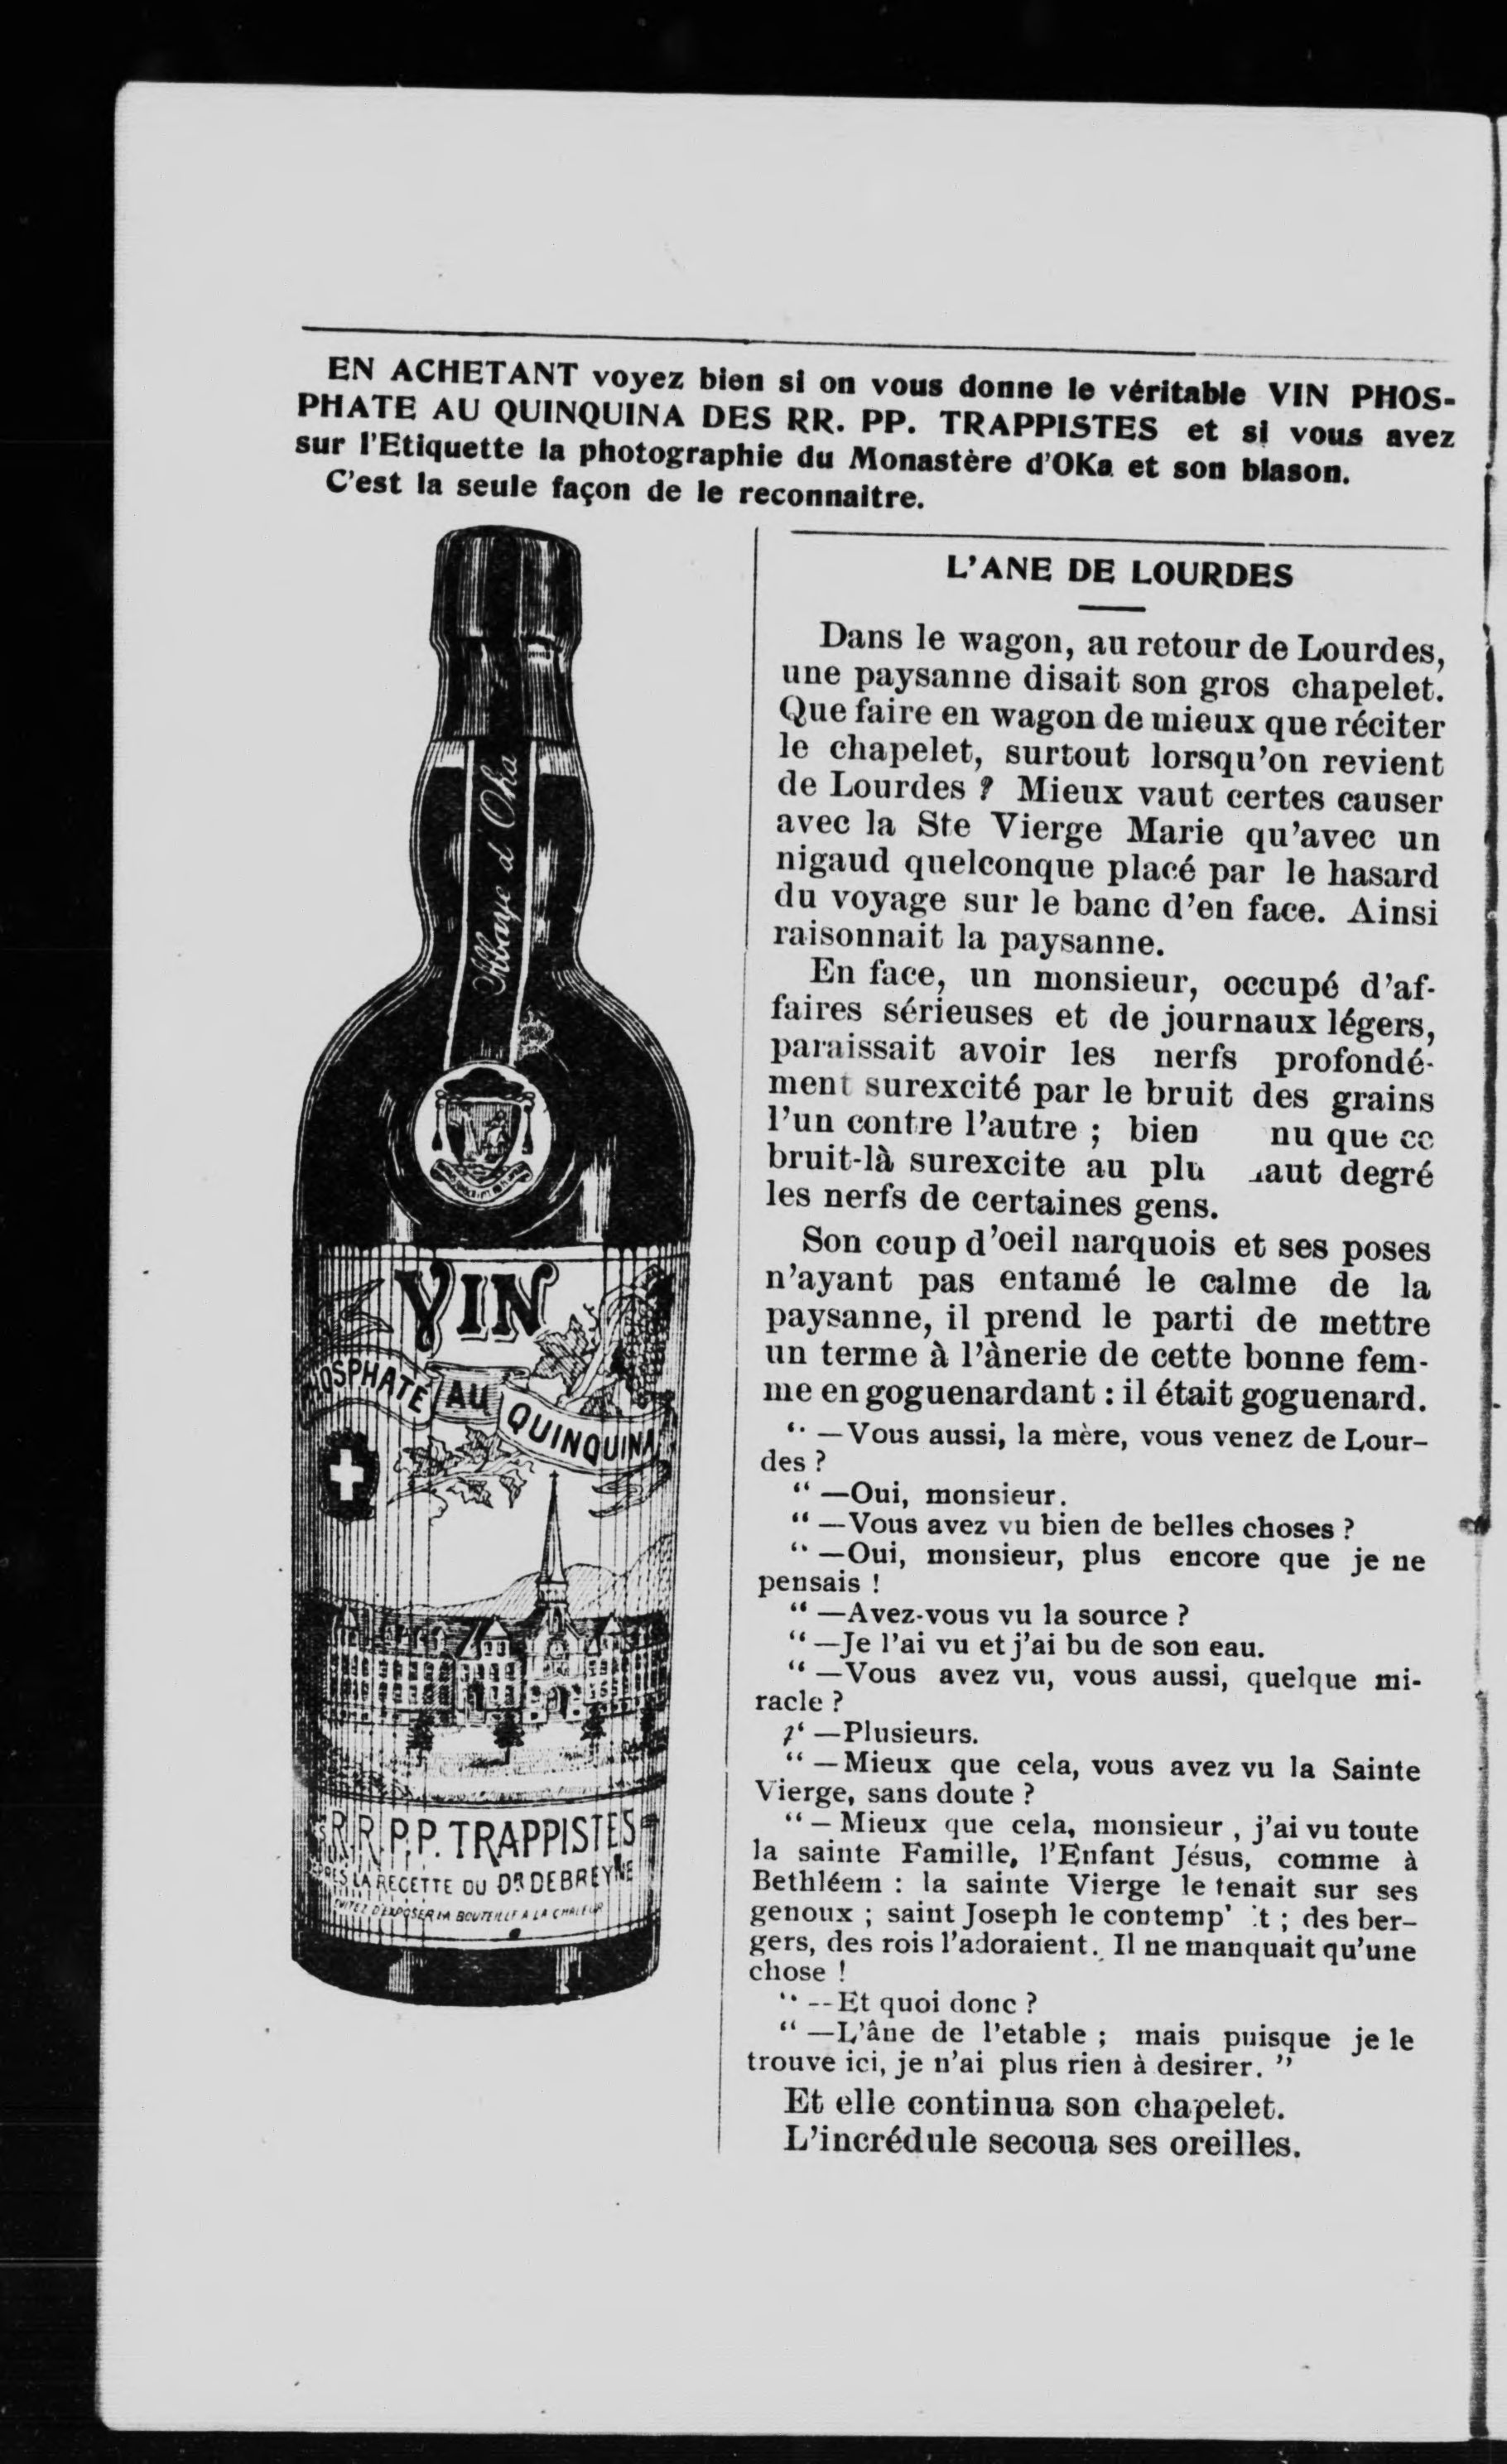 EN ACHETANT voyez bien si on vous donne le véritable VIN PHOS-
PHATE AU QUINQUINA DES RR. PP. TRAPPISTES et si vous avez
sur l'Etiquette la photographie du Monastère d'OKa et son blason.
C'est la seule façon de le reconnaitre.
Abbaye d'Oka
VIN
PHOSPHATE AU QUINQUINA
R.R. P.P. TRAPPISTES
LA RECETTE DU DR DEBREYNE
EVITEZ D'EXPOSER LA BOUTEILLE A LA CHALEUR
L'ANE DE LOURDES
Dans le wagon, au retour de Lourdes,
une paysanne disait son gros chapelet.
Que faire en wagon de mieux que réciter
le chapelet, surtout lorsqu'on revient
de Lourdes ? Mieux vaut certes causer
avec la Ste Vierge Marie qu'avec un
nigaud quelconque placé par le hasard
du voyage sur le banc d'en face. Ainsi
raisonnait la paysanne.
En face, un monsieur, occupé d'af-
faires sérieuses et de journaux légers,
paraissait avoir les nerfs profondé-
ment surexcité par le bruit des grains
l'un contre l'autre ; bien nu que ce
bruit-là surexcite au plu aut degré
les nerfs de certaines gens.
Son coup d'oeil narquois et ses poses
n'ayant pas entamé le calme de la
paysanne, il prend le parti de mettre
un terme à l'ànerie de cette bonne fem-
me en goguenardant : il était goguenard.
“ —Vous aussi, la mère, vous venez de Lour-
des ?
“ —Oui, monsieur.
“ —Vous avez vu bien de belles choses ?
“ —Oui, monsieur, plus encore que je ne
pensais !
“ —Avez-vous vu la source ?
“ —Je l'ai vu et j'ai bu de son eau.
“ —Vous avez vu, vous aussi, quelque mi-
racle ?
“ —Plusieurs.
“ —Mieux que cela, vous avez vu la Sainte
Vierge, sans doute ?
“ — Mieux que cela, monsieur , j'ai vu toute
la sainte Famille, l'Enfant Jésus, comme à
Bethléem : la sainte Vierge le tenait sur ses
genoux ; saint Joseph le contemp' t ; des ber-
gers, des rois l'adoraient. Il ne manquait qu'une
chose !
“ --Et quoi donc ?
“ —L'âne de l'etable ; mais puisque je le
trouve ici, je n'ai plus rien à desirer. ”
Et elle continua son chapelet.
L'incrédule secoua ses oreilles.